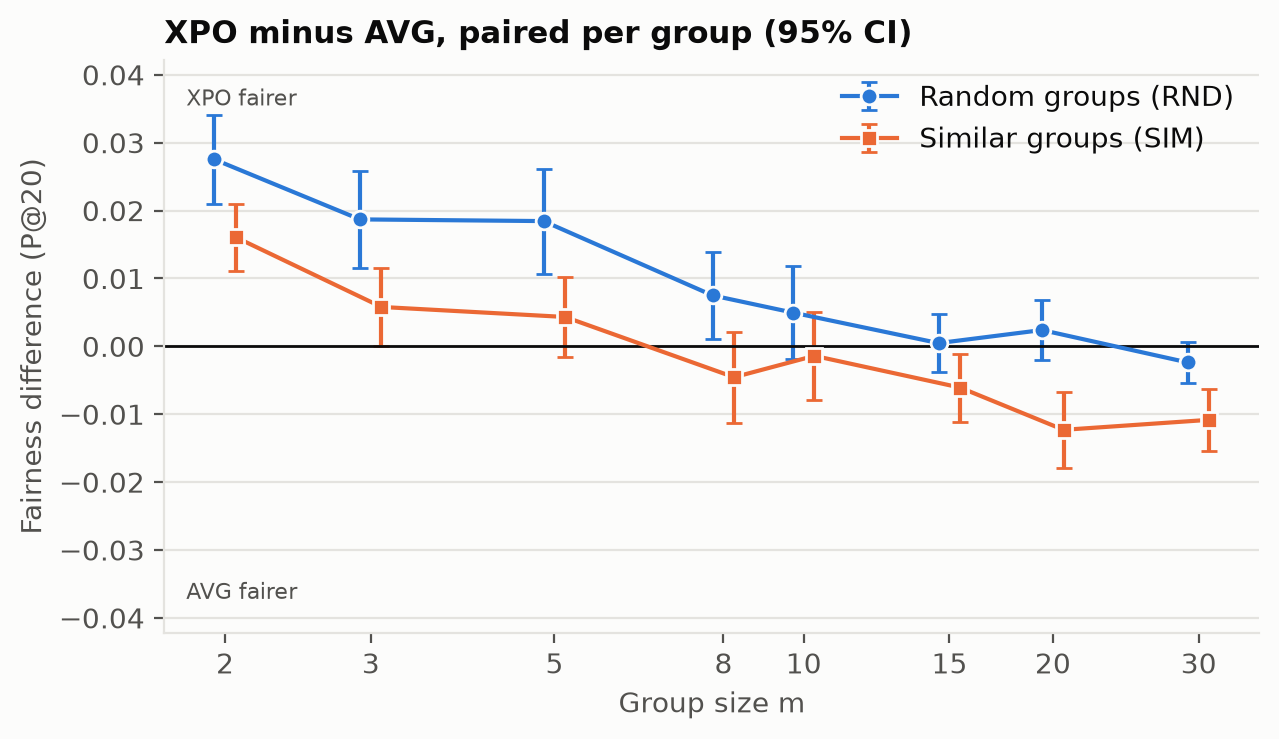 XPO minus AVG, paired per group (95% CI)
XPO fairer
Random groups (RND)
Similar groups (SIM)
AVG fairer
Fairness difference (P@20)
0.04
0.03
0.02
0.01
0.00
−0.01
−0.02
−0.03
−0.04
2 3 5 8 10 15 20 30
Group size m